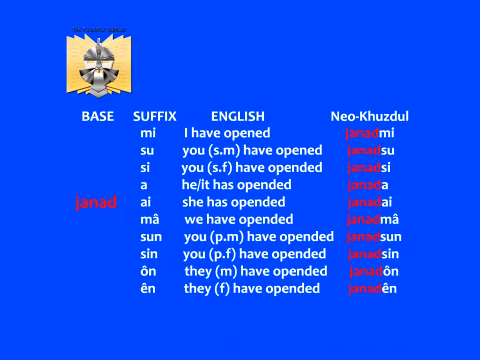 BASE SUFFIX ENGLISH Neo-Khuzdul
mi I have opened janadmi
su you (s.m) have opened janadsu
si you (s.f) have opened janadsi
a he/it has opended janada
janad ai she has opended janadai
mâ we have opended janadmâ
sun you (p.m) have opended janadsun
sin you (p.f) have opended janadsin
ôn they (m) have opended janadôn
ên they (f) have opended janadên